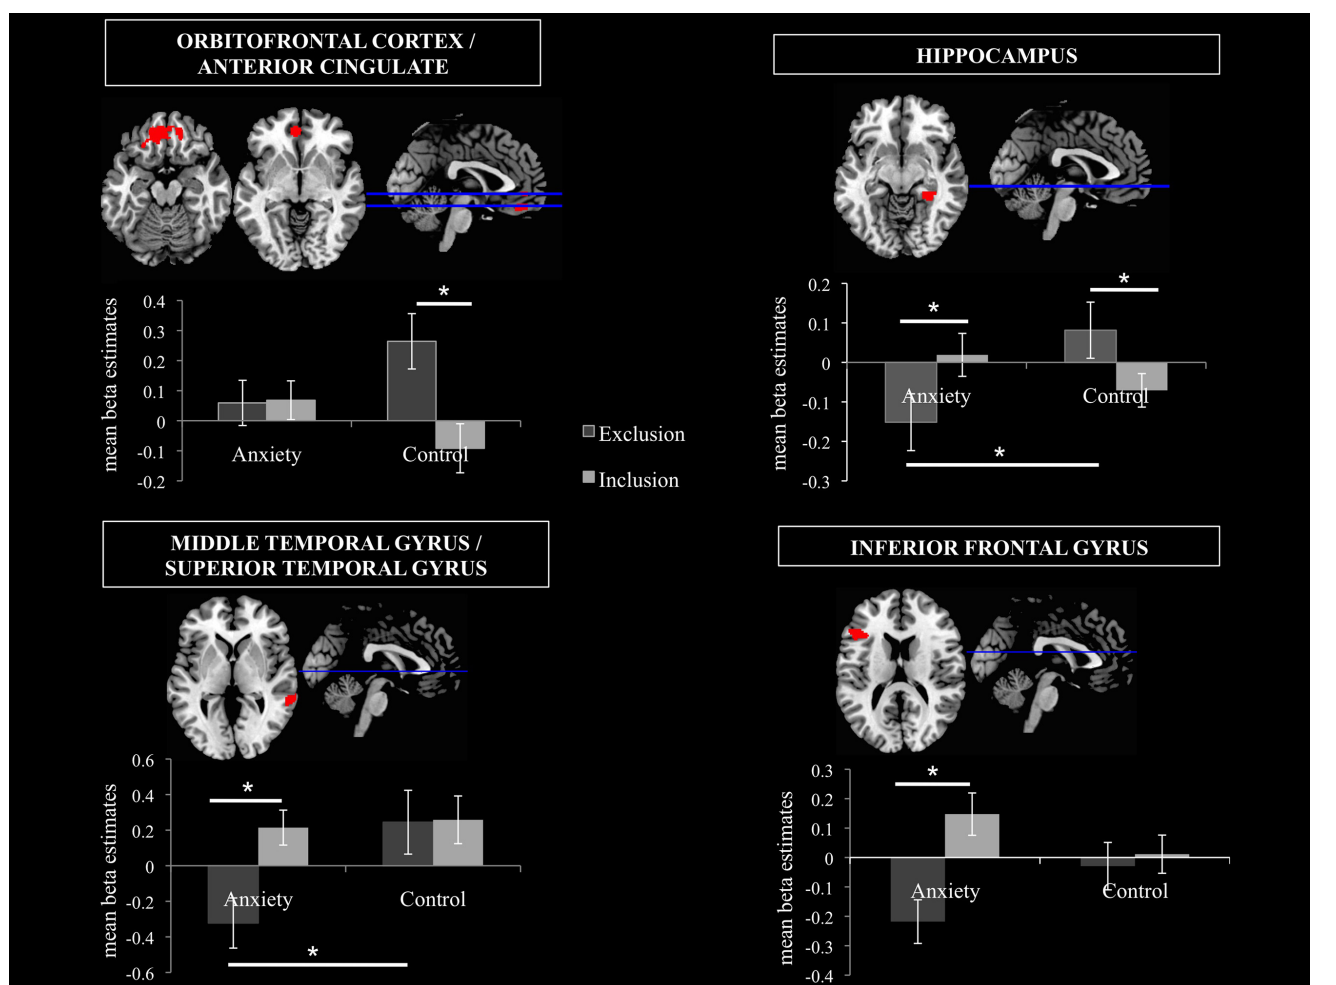 ORBITOFRONTAL CORTEX /
ANTERIOR CINGULATE
mean beta estimates
0.4
0.3
0.2
0.1
0
-0.1
-0.2
*
Anxiety
Control
Exclusion
Inclusion
HIPPOCAMPUS
mean beta estimates
0.2
0.1
0
-0.1
-0.2
-0.3
*
*
Anxiety
Control
*
MIDDLE TEMPORAL GYRUS /
SUPERIOR TEMPORAL GYRUS
mean beta estimates
0.6
0.4
0.2
0
-0.2
-0.4
-0.6
*
Anxiety
Control
*
INFERIOR FRONTAL GYRUS
mean beta estimates
0.3
0.2
0.1
0
-0.1
-0.2
-0.3
-0.4
*
Anxiety
Control